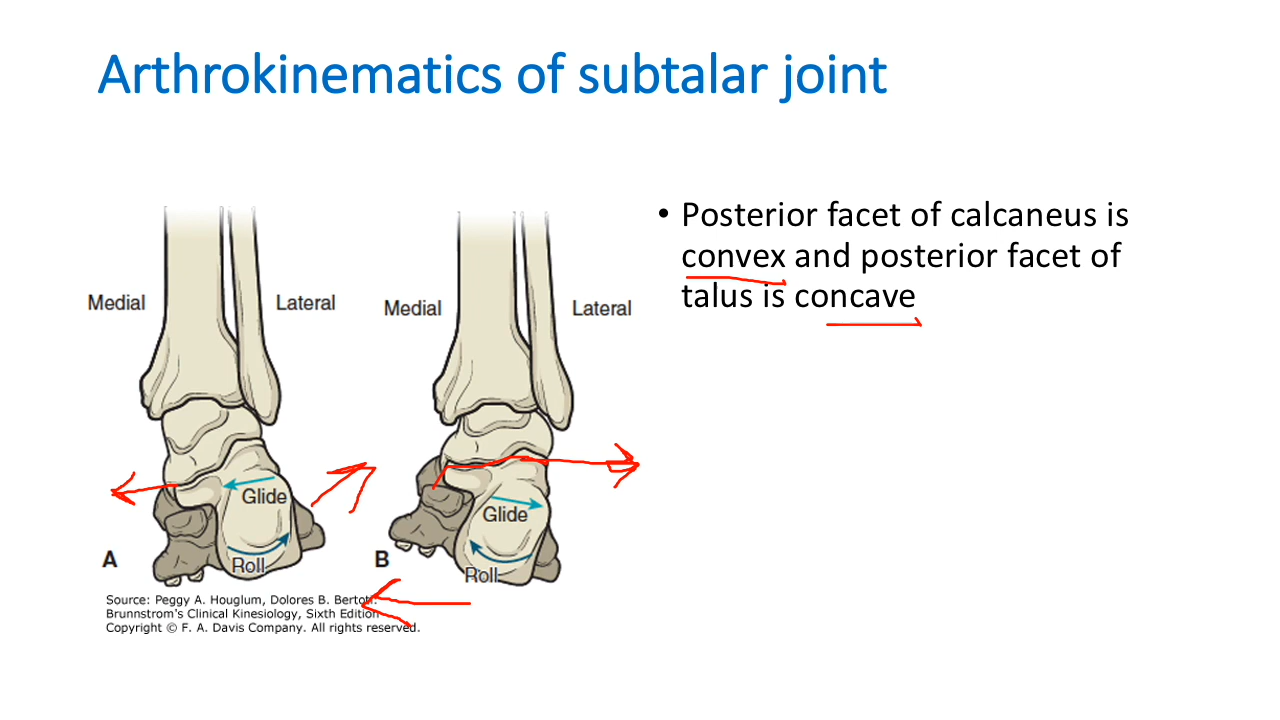 Arthrokinematics of subtalar joint
• Posterior facet of calcaneus is
convex and posterior facet of
talus is concave
Medial
Lateral
Glide
Roll
A
Medial
Lateral
Glide
Roll
B
Source: Peggy A. Houglum, Dolores B. Bertoti.
Brunnstrom's Clinical Kinesiology, Sixth Edition
Copyright © F. A. Davis Company. All rights reserved.